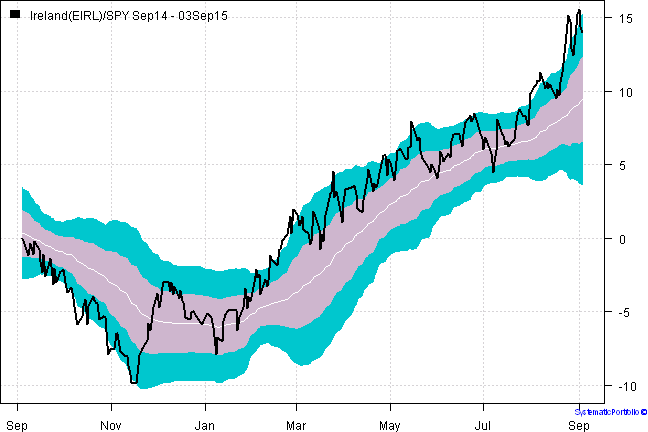 Ireland(EIRL)/SPY Sep14 - 03Sep15
15
10
5
0
-5
-10
Sep Nov Jan Mar May Jul Sep
SystematicPortfolio ©